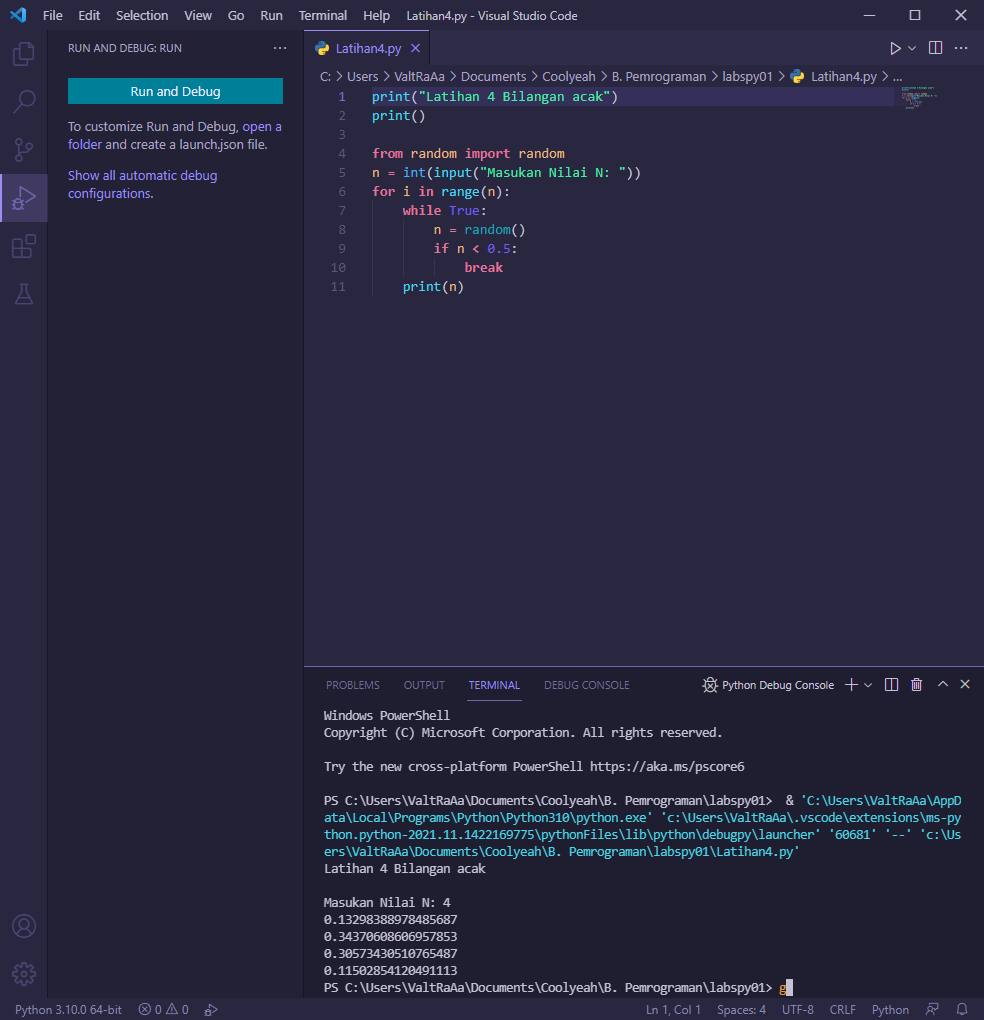 File Edit Selection View Go Run Terminal Help Latihan4.py - Visual Studio Code
RUN AND DEBUG: RUN ...
Run and Debug
To customize Run and Debug, open a
folder and create a launch.json file.
Show all automatic debug
configurations.
Latihan4.py
C: > Users > ValtRaAa > Documents > Coolyeah > B. Pemrograman > labspy01 > Latihan4.py > ...
1 print("Latihan 4 Bilangan acak")
2 print()
3
4 from random import random
5 n = int(input("Masukan Nilai N: "))
6 for i in range(n):
7     while True:
8         n = random()
9         if n < 0.5:
10             break
11     print(n)
PROBLEMS OUTPUT TERMINAL DEBUG CONSOLE Python Debug Console
Windows PowerShell
Copyright (C) Microsoft Corporation. All rights reserved.
Try the new cross-platform PowerShell https://aka.ms/pscore6
PS C:\Users\ValtRaAa\Documents\Coolyeah\B. Pemrograman\labspy01>  & 'C:\Users\ValtRaAa\AppD
ata\Local\Programs\Python\Python310\python.exe' 'c:\Users\ValtRaAa\.vscode\extensions\ms-py
thon.python-2021.11.1422169775\pythonFiles\lib\python\debugpy\launcher' '60681' '--' 'c:\Us
ers\ValtRaAa\Documents\Coolyeah\B. Pemrograman\labspy01\Latihan4.py'
Latihan 4 Bilangan acak
Masukan Nilai N: 4
0.13298388978485687
0.34370608606957853
0.30573430510765487
0.11502854120491113
PS C:\Users\ValtRaAa\Documents\Coolyeah\B. Pemrograman\labspy01> g
Python 3.10.0 64-bit 0 0 Ln 1, Col 1 Spaces: 4 UTF-8 CRLF Python